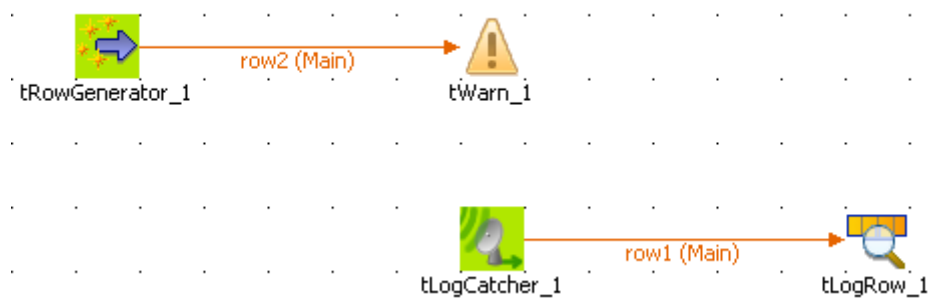 row2 (Main)
tRowGenerator_1
tWarn_1
row1 (Main)
tLogCatcher_1
tLogRow_1